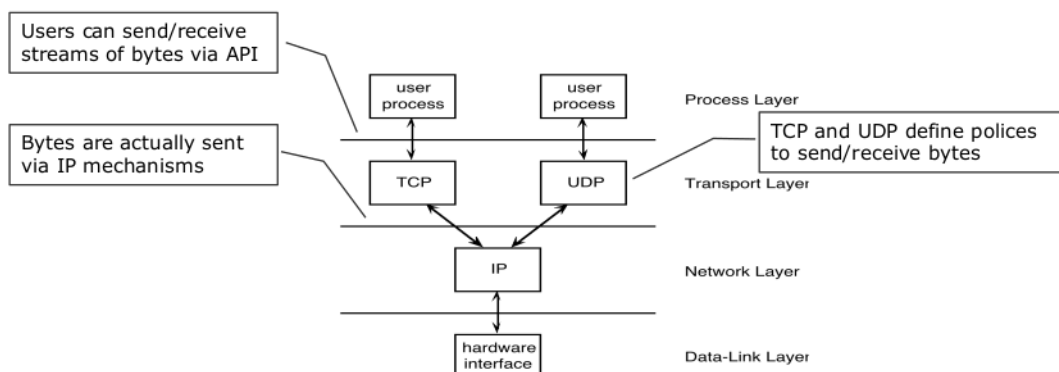 Users can send/receive
streams of bytes via API
user
process
user
process
Process Layer
Bytes are actually sent
via IP mechanisms
TCP and UDP define polices
to send/receive bytes
TCP
UDP
Transport Layer
IP
Network Layer
hardware
interface
Data-Link Layer